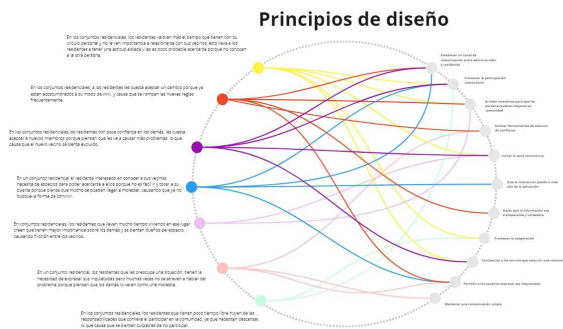 Principios de diseño
En los conjuntos residenciales, los residentes valoran más el tiempo que tienen con su
círculo personal y no le ven importancia a relacionarse con sus vecinos, esto lleva a los
residentes a tener una actitud aislada y les es poco probable acercarte porque no conocen
a la otra persona.
En los conjuntos residenciales, a los residentes les cuesta aceptar un cambio porque ya
están acostumbrados a su modo de vivir, y causa que se rompan las nuevas reglas
frecuentemente.
En los conjuntos residenciales los residentes con poca confianza en los demás, les cuesta
aceptar a nuevos miembros porque piensan que les va a causar más problemas, lo que
causa que el nuevo vecino se sienta excluido.
En un conjunto residencial el residente interesado en conocer a sus vecinos
necesita de espacios para poder acercarse a ellos porque no es fácil ir y tocar a su
puerta porque piensa que mucho se pueden llegar a molestar, causando que ya no
busque la forma de convivir.
En los conjuntos residenciales, los residentes que lleven mucho tiempo viviendo en ese lugar
creen que tienen mayor importancia sobre los demás y se sienten dueños del espacio,
causando fricción entre los vecinos.
En un conjunto residencial, los residentes que les preocupa una situación, tienen la
necesidad de expresar sus inquietudes pero muchas veces no se atreven a hablar del
problema porque piensan que los demás lo verán como una molestia.
En los conjuntos residenciales, los residentes que tienen poco tiempo libre huyen de las
responsabilidades que conlleva el participar en la comunidad, ya que necesitan descansar,
lo que causa que se sientan culpables de no participar.
Establecer un canal de
comunicación entre administrador
y residentes
Promover la participación
comunitaria
Brindar incentivos para que las
personas quieran mejorar su
comunidad
Utilizar herramientas de solución
de conflictos
Incitar la sana convivencia
Que la interacción pueda ir más
allá de la aplicación
Hacer que la información sea
transparente y verdadera
Promover la cooperación
Permitir a los usuarios expresar sus inquietudes
Mantener una comunicación simple